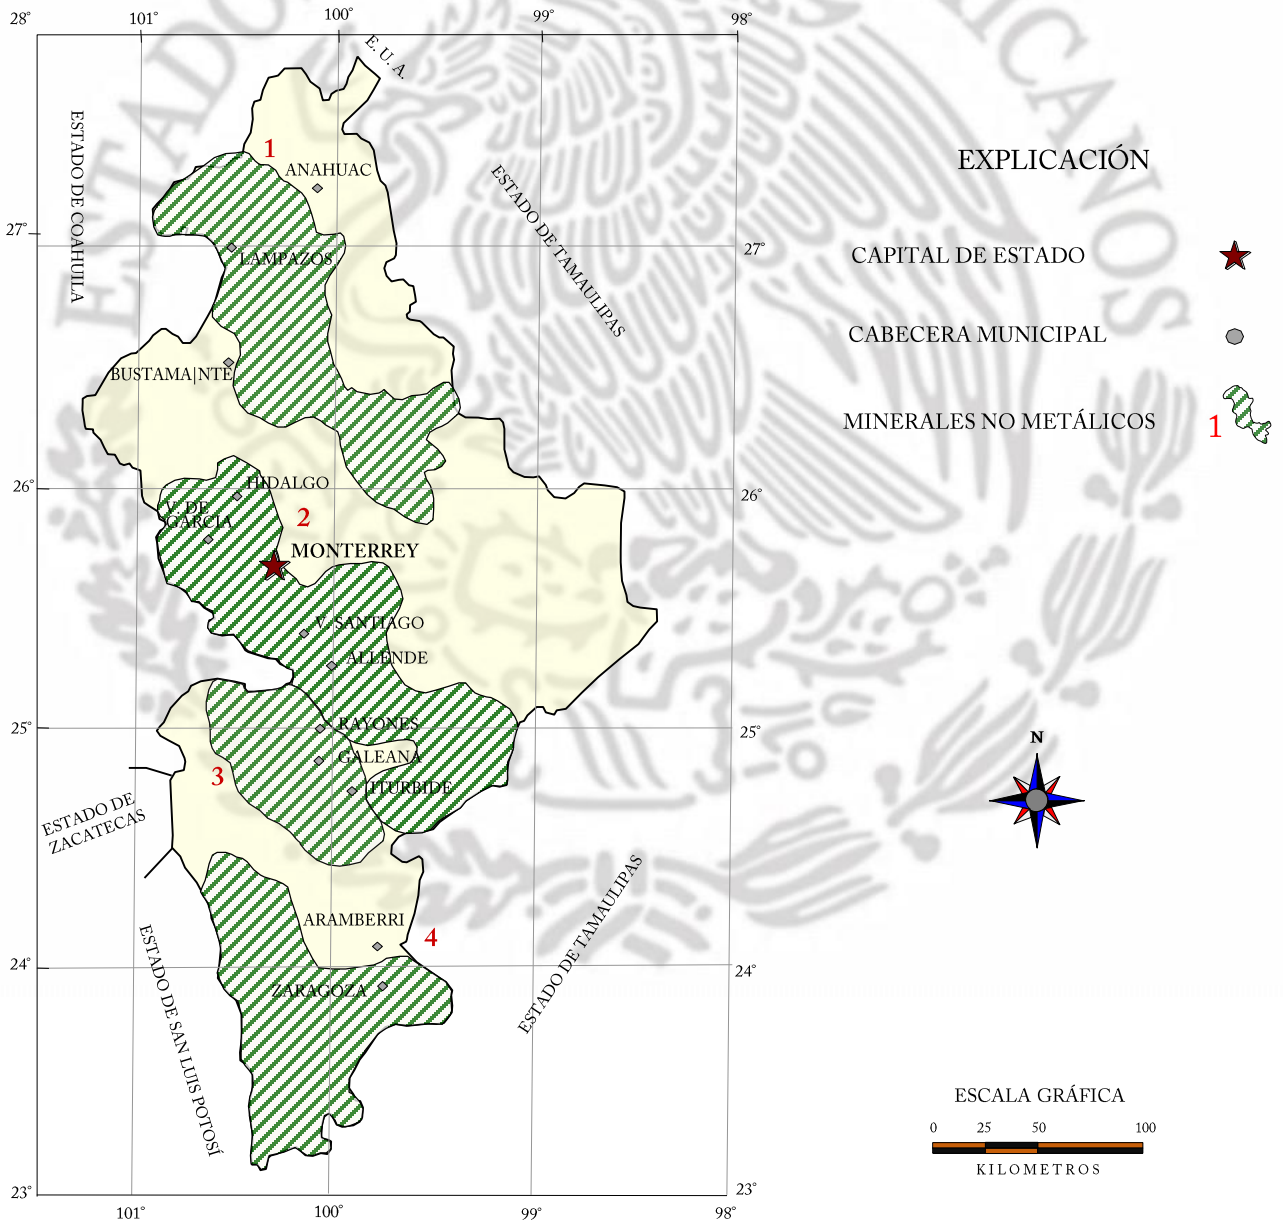 28°
101°
100°
99°
98°
E. U. A.
ESTADOS
ICANOS
1
ANAHUAC
ESTADO DE COAHUILA
ESTADO DE TAMAULIPAS
EXPLICACIÓN
27°
LAMPAZOS
27°
CAPITAL DE ESTADO
CABECERA MUNICIPAL
BUSTAMA|NTE
MINERALES NO METÁLICOS
1
26°
HIDALGO
26°
V. DE
GARCIA
2
MONTERREY
V. SANTIAGO
ALLENDE
25°
RAYONES
25°
GALEANA
3
ITURBIDE
N
ESTADO DE
ZACATECAS
ARAMBERRI
4
ESTADO DE TAMAULIPAS
24°
ZARAGOZA
24°
ESTADO DE SAN LUIS POTOSÍ
ESCALA GRÁFICA
0 25 50 100
KILOMETROS
23°
23°
101°
100°
99°
98°